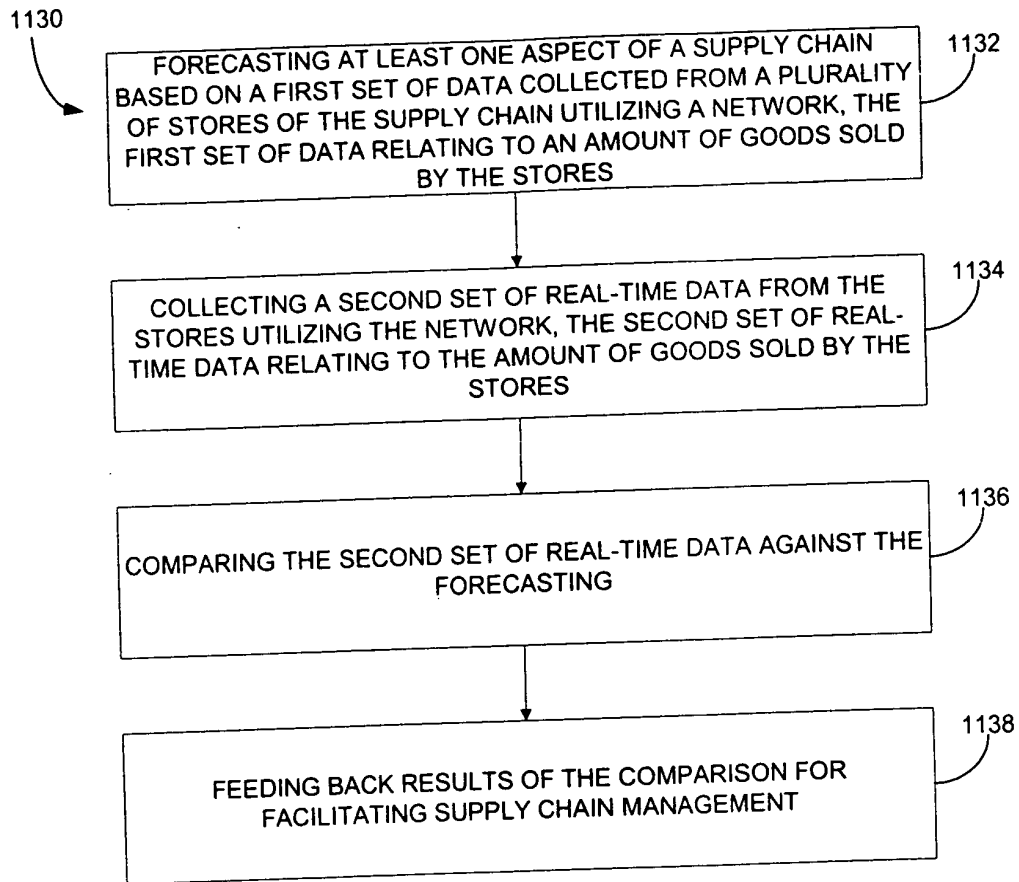 1130
FORECASTING AT LEAST ONE ASPECT OF A SUPPLY CHAIN
BASED ON A FIRST SET OF DATA COLLECTED FROM A PLURALITY
OF STORES OF THE SUPPLY CHAIN UTILIZING A NETWORK, THE
FIRST SET OF DATA RELATING TO AN AMOUNT OF GOODS SOLD
BY THE STORES
1132
COLLECTING A SECOND SET OF REAL-TIME DATA FROM THE
STORES UTILIZING THE NETWORK, THE SECOND SET OF REAL-
TIME DATA RELATING TO THE AMOUNT OF GOODS SOLD BY THE
STORES
1134
COMPARING THE SECOND SET OF REAL-TIME DATA AGAINST THE
FORECASTING
1136
FEEDING BACK RESULTS OF THE COMPARISON FOR
FACILITATING SUPPLY CHAIN MANAGEMENT
1138